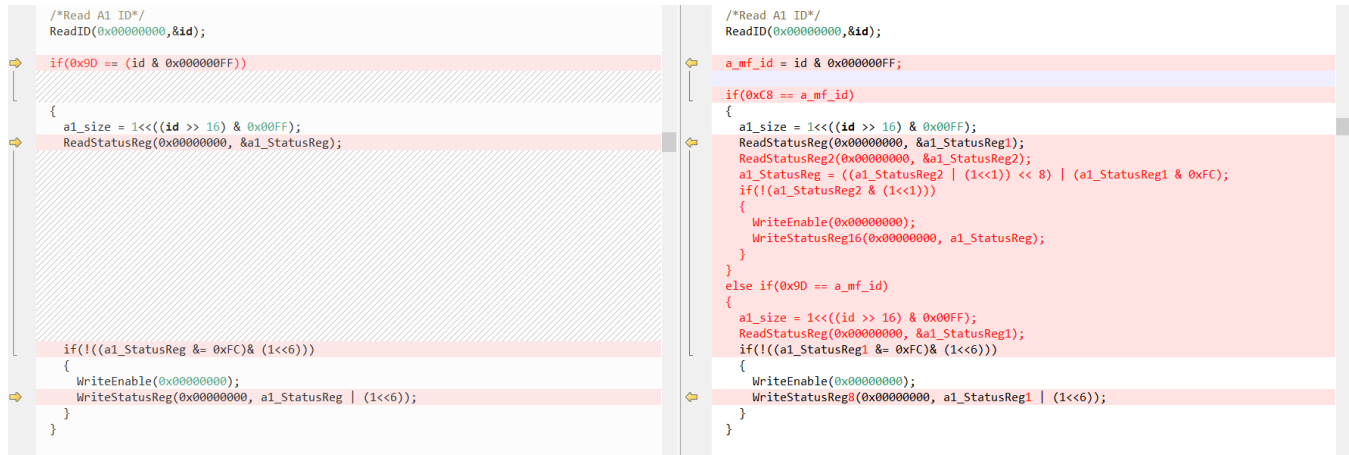 /*Read A1 ID*/
ReadID(0x00000000,&id);
if(0x9D == (id & 0x000000FF))
{
a1_size = 1<<((id >> 16) & 0x00FF);
ReadStatusReg(0x00000000, &a1_StatusReg);
if(!((a1_StatusReg &= 0xFC)& (1<<6)))
{
WriteEnable(0x00000000);
WriteStatusReg(0x00000000, a1_StatusReg | (1<<6));
}
}
/*Read A1 ID*/
ReadID(0x00000000,&id);
a_mf_id = id & 0x000000FF;
if(0xC8 == a_mf_id)
{
a1_size = 1<<((id >> 16) & 0x00FF);
ReadStatusReg(0x00000000, &a1_StatusReg1);
ReadStatusReg2(0x00000000, &a1_StatusReg2);
a1_StatusReg = ((a1_StatusReg2 | (1<<1)) << 8) | (a1_StatusReg1 & 0xFC);
if(!(a1_StatusReg2 & (1<<1)))
{
WriteEnable(0x00000000);
WriteStatusReg16(0x00000000, a1_StatusReg);
}
}
else if(0x9D == a_mf_id)
{
a1_size = 1<<((id >> 16) & 0x00FF);
ReadStatusReg(0x00000000, &a1_StatusReg1);
if(!((a1_StatusReg1 &= 0xFC)& (1<<6)))
{
WriteEnable(0x00000000);
WriteStatusReg8(0x00000000, a1_StatusReg1 | (1<<6));
}
}